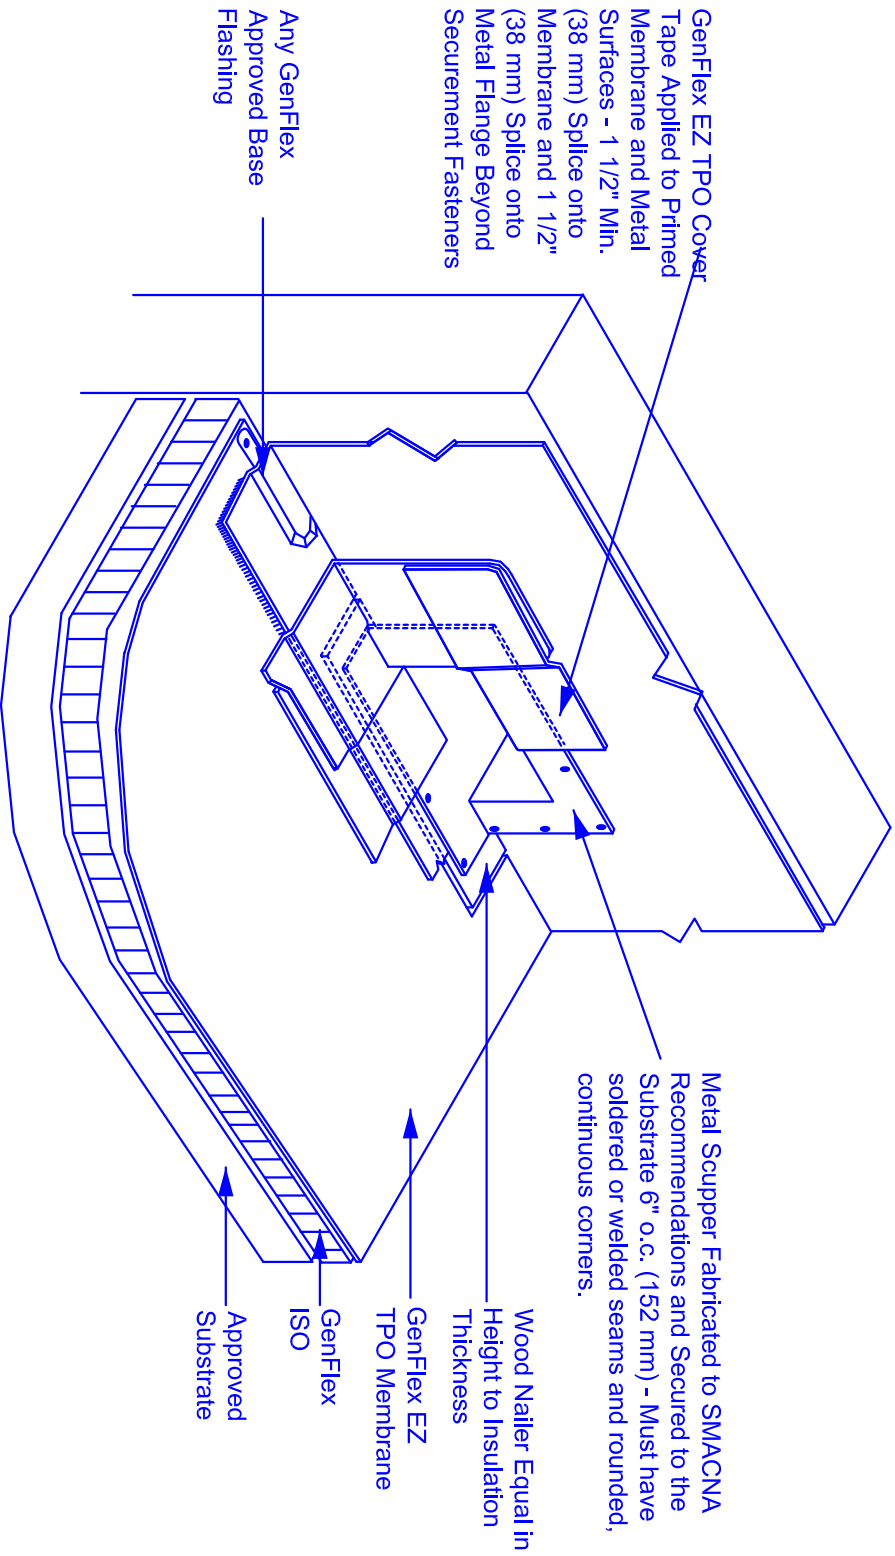 GenFlex EZ TPO Cover
Tape Applied to Primed
Membrane and Metal
Surfaces - 1 1/2" Min.
(38 mm) Splice onto
Membrane and 1 1/2"
(38 mm) Splice onto
Metal Flange Beyond
Securement Fasteners
Any GenFlex
Approved Base
Flashing
Metal Scupper Fabricated to SMACNA
Recommendations and Secured to the
Substrate 6" o.c. (152 mm) - Must have
soldered or welded seams and rounded,
continuous corners.
Wood Nailer Equal in
Height to Insulation
Thickness
GenFlex EZ
TPO Membrane
GenFlex
ISO
Approved
Substrate